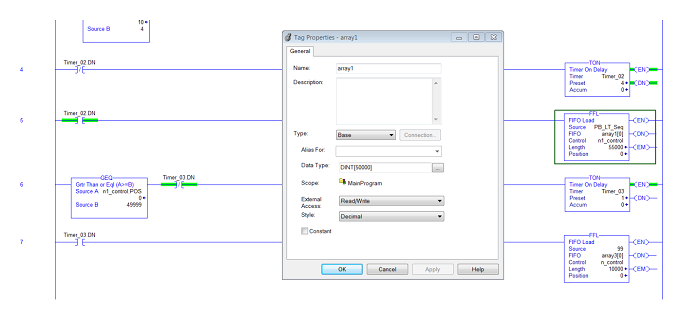 10
Source B 4
Tag Properties - array1
General
Name: array1
Description:
Type: Base Connection...
Alias For:
Data Type: DINT[50000] ...
Scope: MainProgram
External Access: Read/Write
Style: Decimal
Constant
OK Cancel Apply Help
4
Timer_02.DN
TON
Timer On Delay
Timer Timer_02
Preset 4
Accum 0
EN
DN
5
Timer_02.DN
FFL
FIFO Load
Source PB_LT_Seq
FIFO array1[0]
Control n1_control
Length 55000
Position 0
EN
DN
EM
6
GEQ
Grtr Than or Eql (A>=B)
Source A n1_control.POS
0
Source B 49999
Timer_03.DN
TON
Timer On Delay
Timer Timer_03
Preset 1
Accum 0
EN
DN
7
Timer_03.DN
FFL
FIFO Load
Source 99
FIFO array3[0]
Control n_control
Length 10000
Position 0
EN
DN
EM